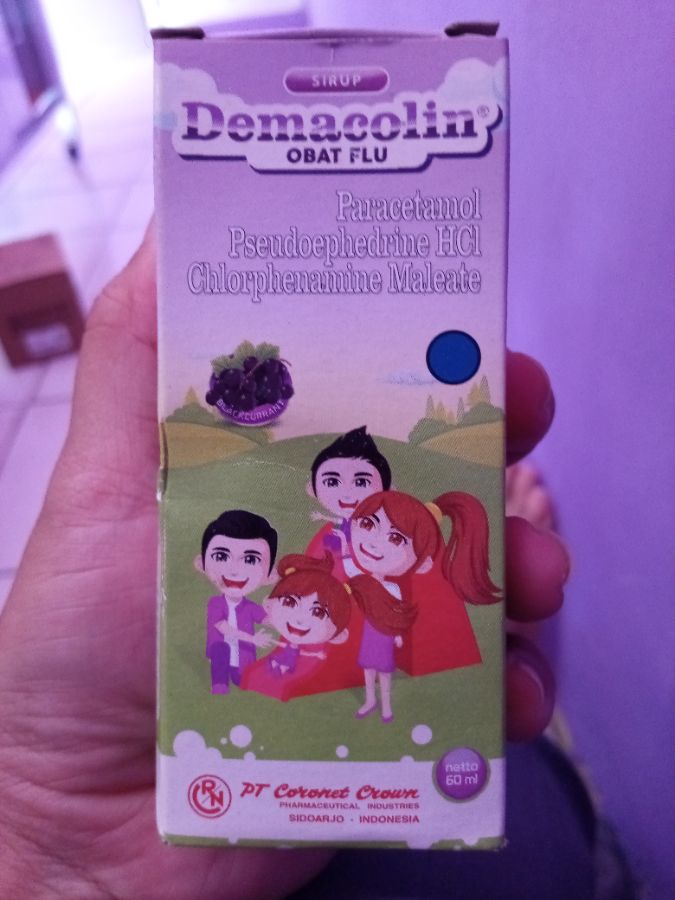 SIRUP
Demacolin®
OBAT FLU
Paracetamol
Pseudoephedrine HCl
Chlorphenamine Maleate
BLACKCURRANT
netto
60 ml
PT Coronet Crown
PHARMACEUTICAL INDUSTRIES
SIDOARJO - INDONESIA